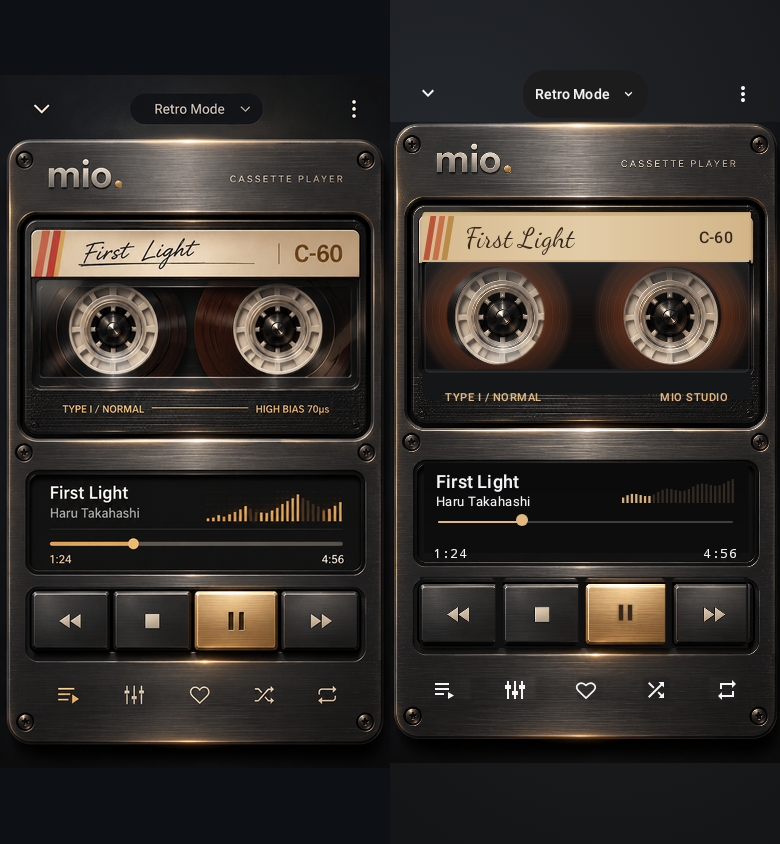 Retro Mode
mio.
CASSETTE PLAYER
First Light
C-60
TYPE I / NORMAL
HIGH BIAS 70µs
First Light
Haru Takahashi
1:24
4:56
Retro Mode
mio.
CASSETTE PLAYER
First Light
C-60
TYPE I / NORMAL
MIO STUDIO
First Light
Haru Takahashi
1:24
4:56